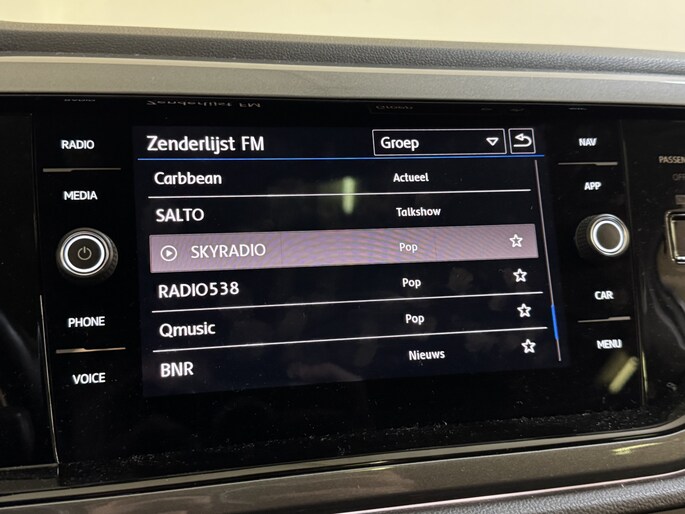 RADIO
MEDIA
PHONE
VOICE
Zenderlijst FM
Groep
Carbbean Actueel
SALTO Talkshow
SKYRADIO Pop
RADIO538 Pop
Qmusic Pop
BNR Nieuws
NAV
APP
CAR
MENU